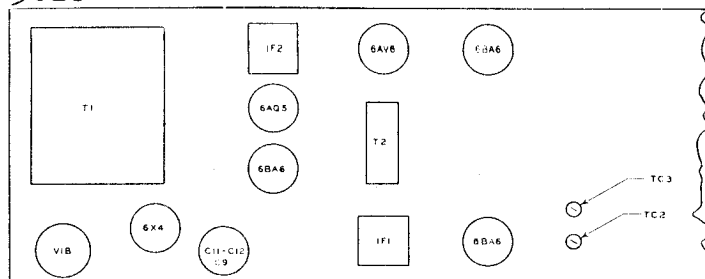 IF2
6AV6
6BA6
T1
6AQ5
T2
6BA6
TC3
6X4
TC2
VIB
C11-C12
C9
IF1
6BA6